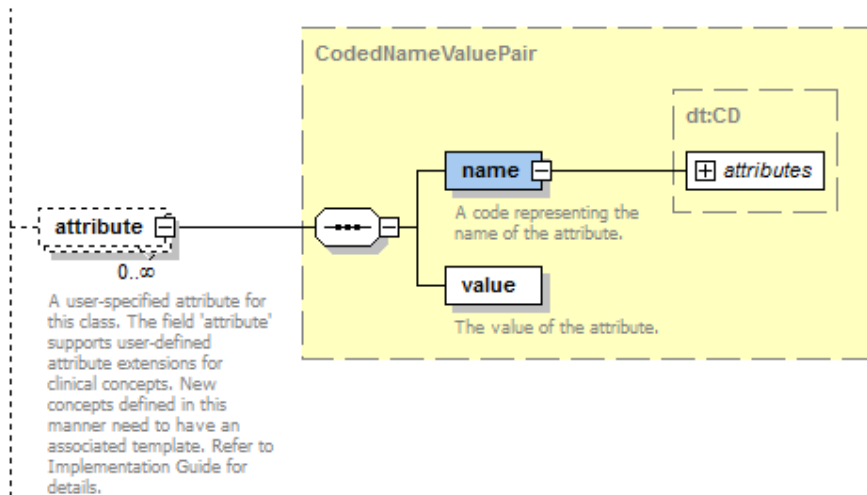 CodedNameValuePair
dt:CD
name
attributes
A code representing the
name of the attribute.
attribute
0..∞
value
The value of the attribute.
A user-specified attribute for
this class. The field 'attribute'
supports user-defined
attribute extensions for
clinical concepts. New
concepts defined in this
manner need to have an
associated template. Refer to
Implementation Guide for
details.